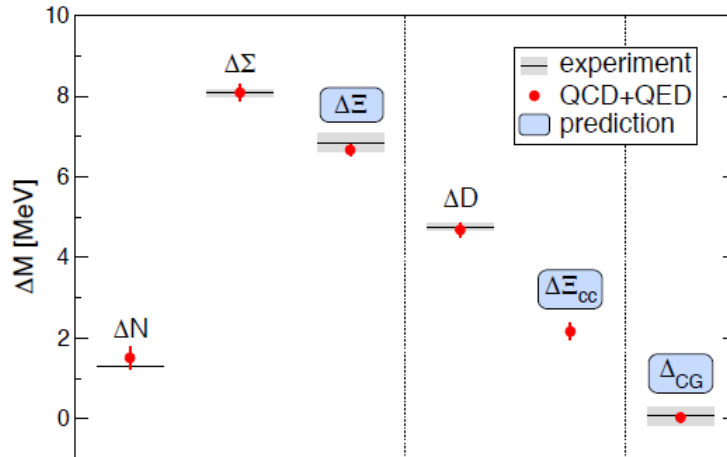 10
8
6
4
2
0
ΔM [MeV]
ΔN
ΔΣ
ΔΞ
ΔD
ΔΞcc
ΔCG
experiment
QCD+QED
prediction